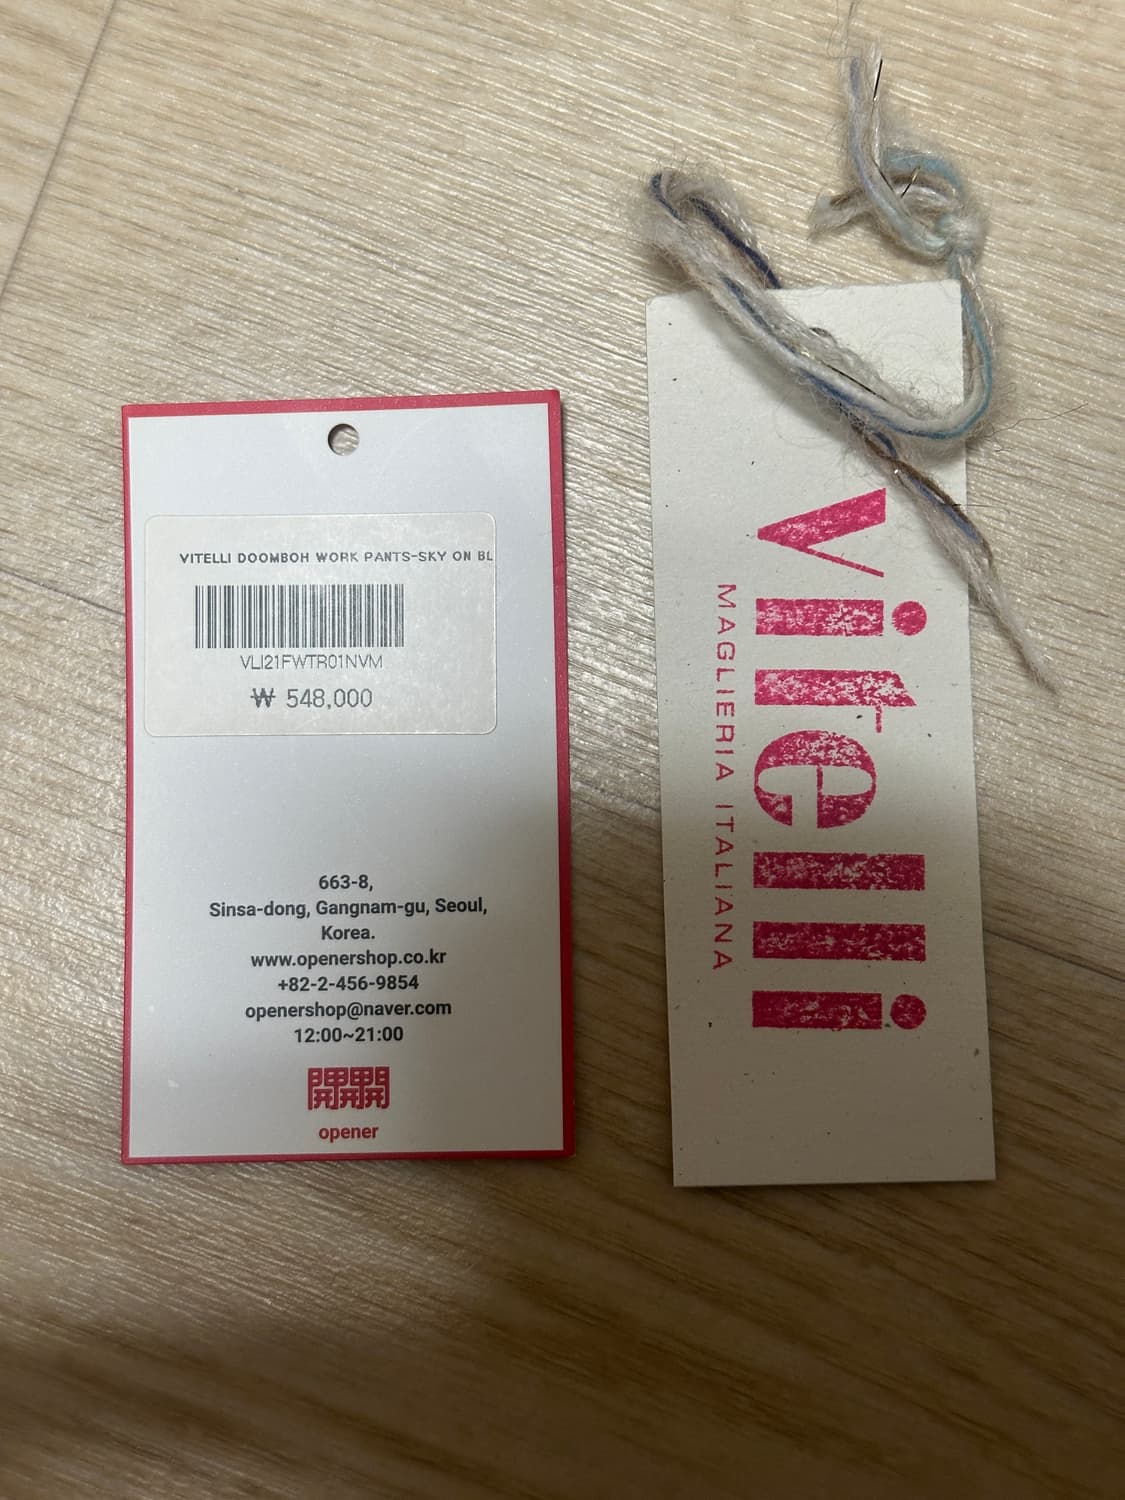 VITELLI DOOMBOH WORK PANTS-SKY ON BL
VLI21FWTR01NVM
₩ 548,000
663-8,
Sinsa-dong, Gangnam-gu, Seoul,
Korea.
www.openershop.co.kr
+82-2-456-9854
openershop@naver.com
12:00~21:00
開開開
opener
vitelli
MAGLIERIA ITALIANA